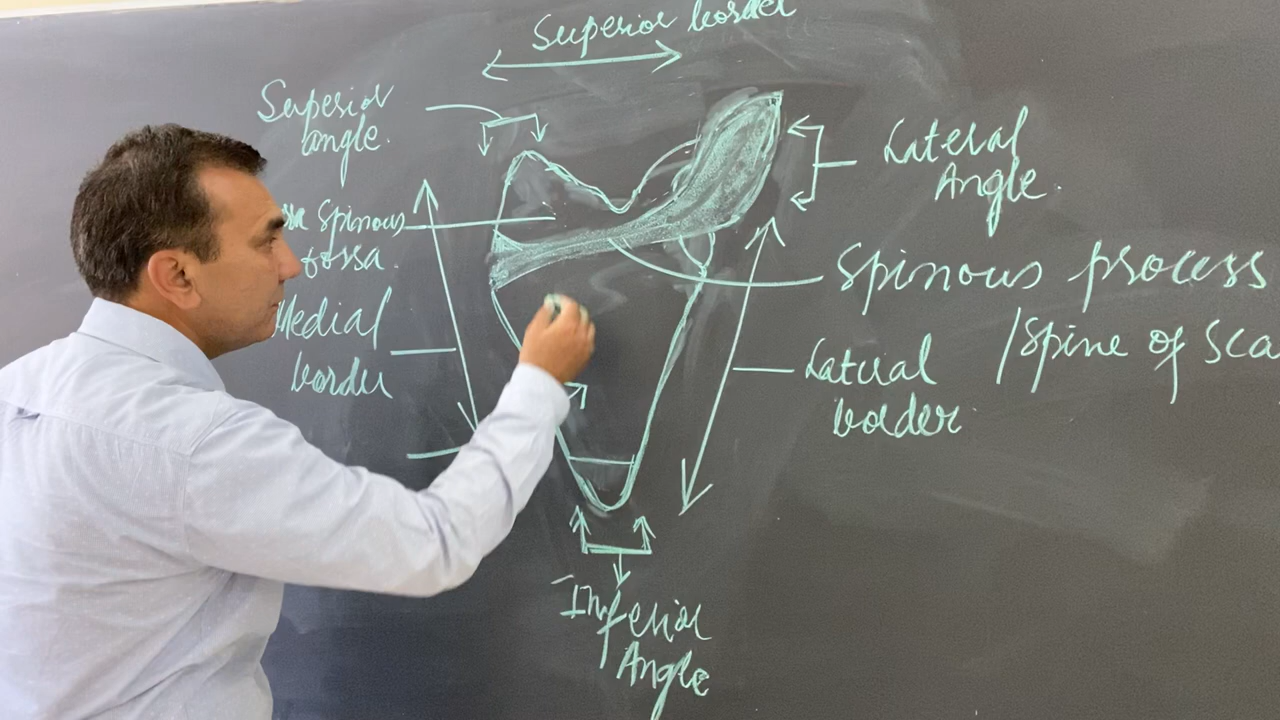 Superior border
Superior
angle.
Spinous
fossa.
Medial
border
Lateral
Angle.
Spinous process
/Spine of Sca
Lateral
border.
Inferior
Angle